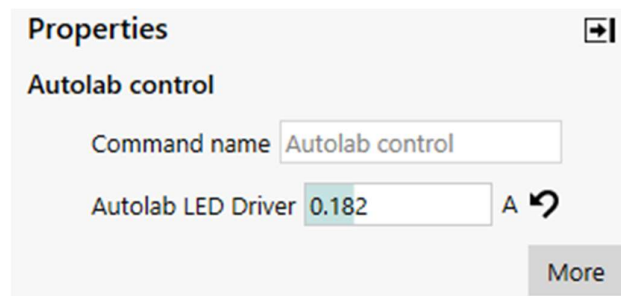 Properties
Autolab control
Command name Autolab control
Autolab LED Driver 0.182 A
More